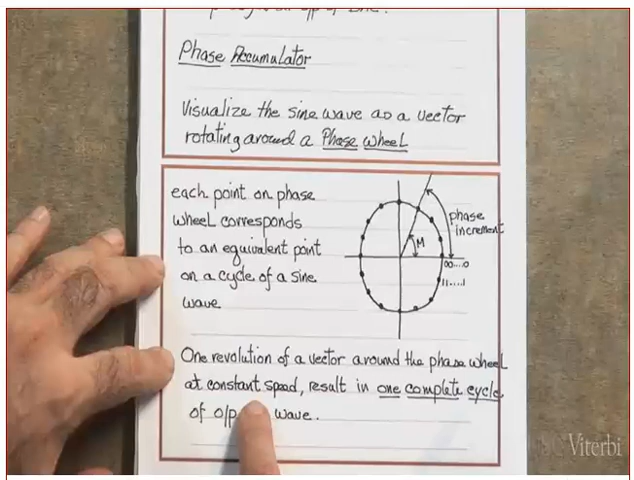 Phase Accumulator
Visualize the sine wave as a vector
rotating around a Phase wheel
each point on phase
wheel corresponds
to an equivalent point
on a cycle of a sine
wave
phase
increment
M
00....0
11....1
One revolution of a vector around the phase wheel
at constant speed, result in one complete cycle
of o/p wave.
Viterbi